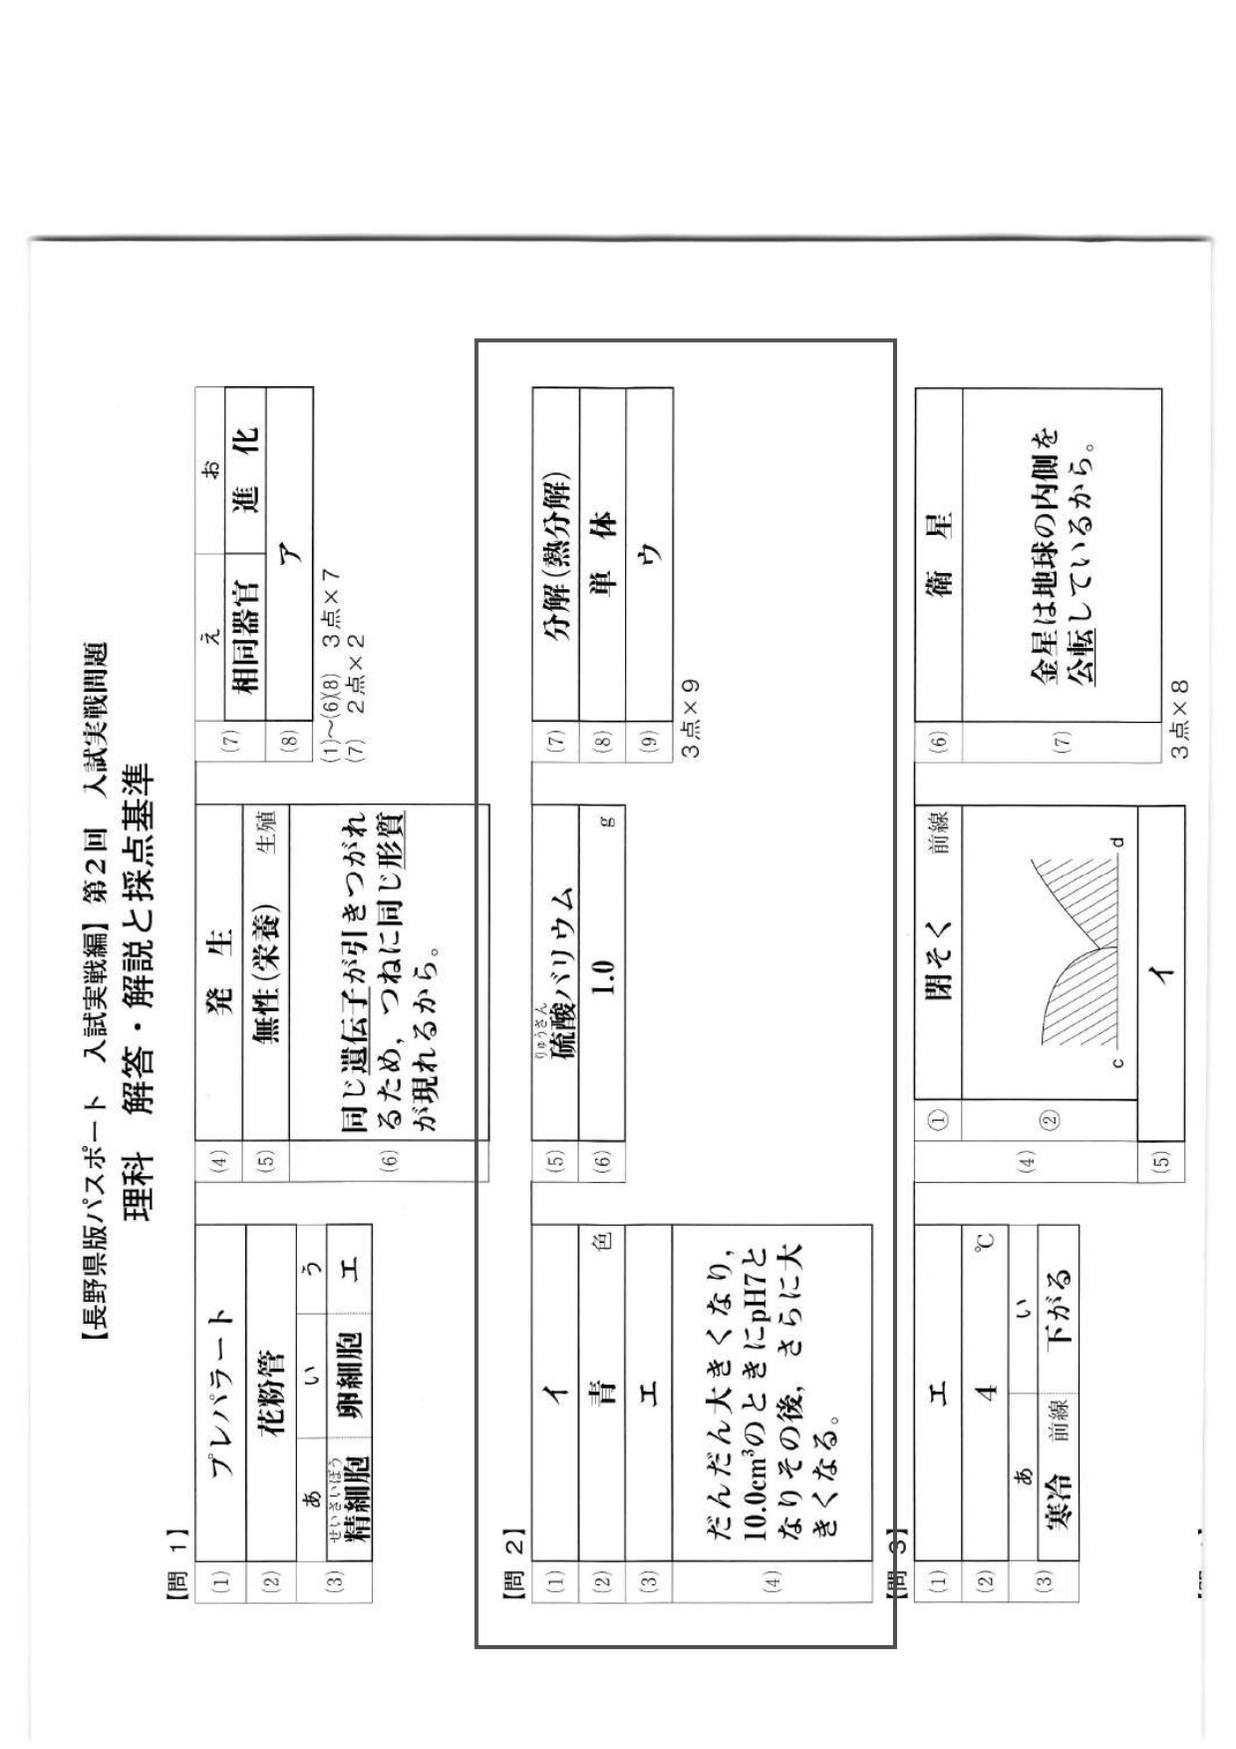 【長野県版パスポート 入試実戦編】第2回 入試実戦問題
理科 解答・解説と採点基準
【問 1】
(1) プレパラート
(2) 花粉管
(3) あ い う
せいさいぼう
精細胞 卵細胞 エ
(4) 発 生
(5) 無性(栄養) 生殖
(6) 同じ遺伝子が引きつがれ
るため，つねに同じ形質
が現れるから。
(7) え お
相同器官 進 化
(8) ア
(1)～(6)(8) 3点×7
(7) 2点×2
【問 2】
(1) イ
(2) 青 色
(3) エ
(4) だんだん大きくなり，
10.0cm³のときにpH7と
なりその後，さらに大
きくなる。
(5) りゅうさん
硫酸バリウム
(6) 1.0 g
(7) 分解(熱分解)
(8) 単 体
(9) ウ
3点×9
【問 3】
(1) エ
(2) 4 ℃
(3) あ い
寒冷 前線 下がる
(4) ① 閉そく 前線
② c d
(5) イ
(6) 衛 星
(7) 金星は地球の内側を
公転しているから。
3点×8